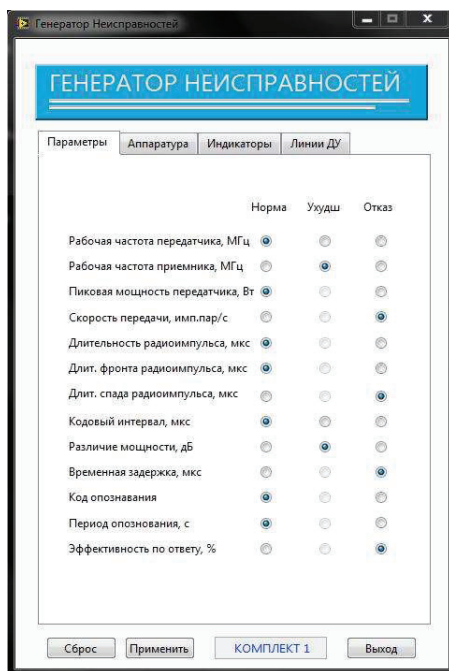 Генератор Неисправностей
ГЕНЕРАТОР НЕИСПРАВНОСТЕЙ
Параметры Аппаратура Индикаторы Линии ДУ
Норма Ухудш Отказ
Рабочая частота передатчика, МГц
Рабочая частота приемника, МГц
Пиковая мощность передатчика, Вт
Скорость передачи, имп.пар/с
Длительность радиоимпульса, мкс
Длит. фронта радиоимпульса, мкс
Длит. спада радиоимпульса, мкс
Кодовый интервал, мкс
Различие мощности, дБ
Временная задержка, мкс
Код опознавания
Период опознования, с
Эффективность по ответу, %
Сброс Применить КОМПЛЕКТ 1 Выход